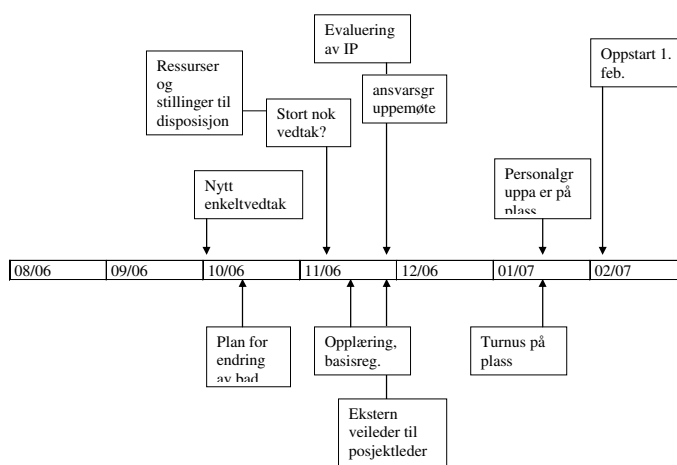 Evaluering
av IP
Ressurser
og
stillinger til
disposisjon
ansvarsgr
uppemøte
Oppstart 1.
feb.
Stort nok
vedtak?
Nytt
enkeltvedtak
Personalgr
uppa er på
plass
08/06
09/06
10/06
11/06
12/06
01/07
02/07
Plan for
endring
av bad
Opplæring,
basisreg.
Turnus på
plass
Ekstern
veileder til
posjektleder